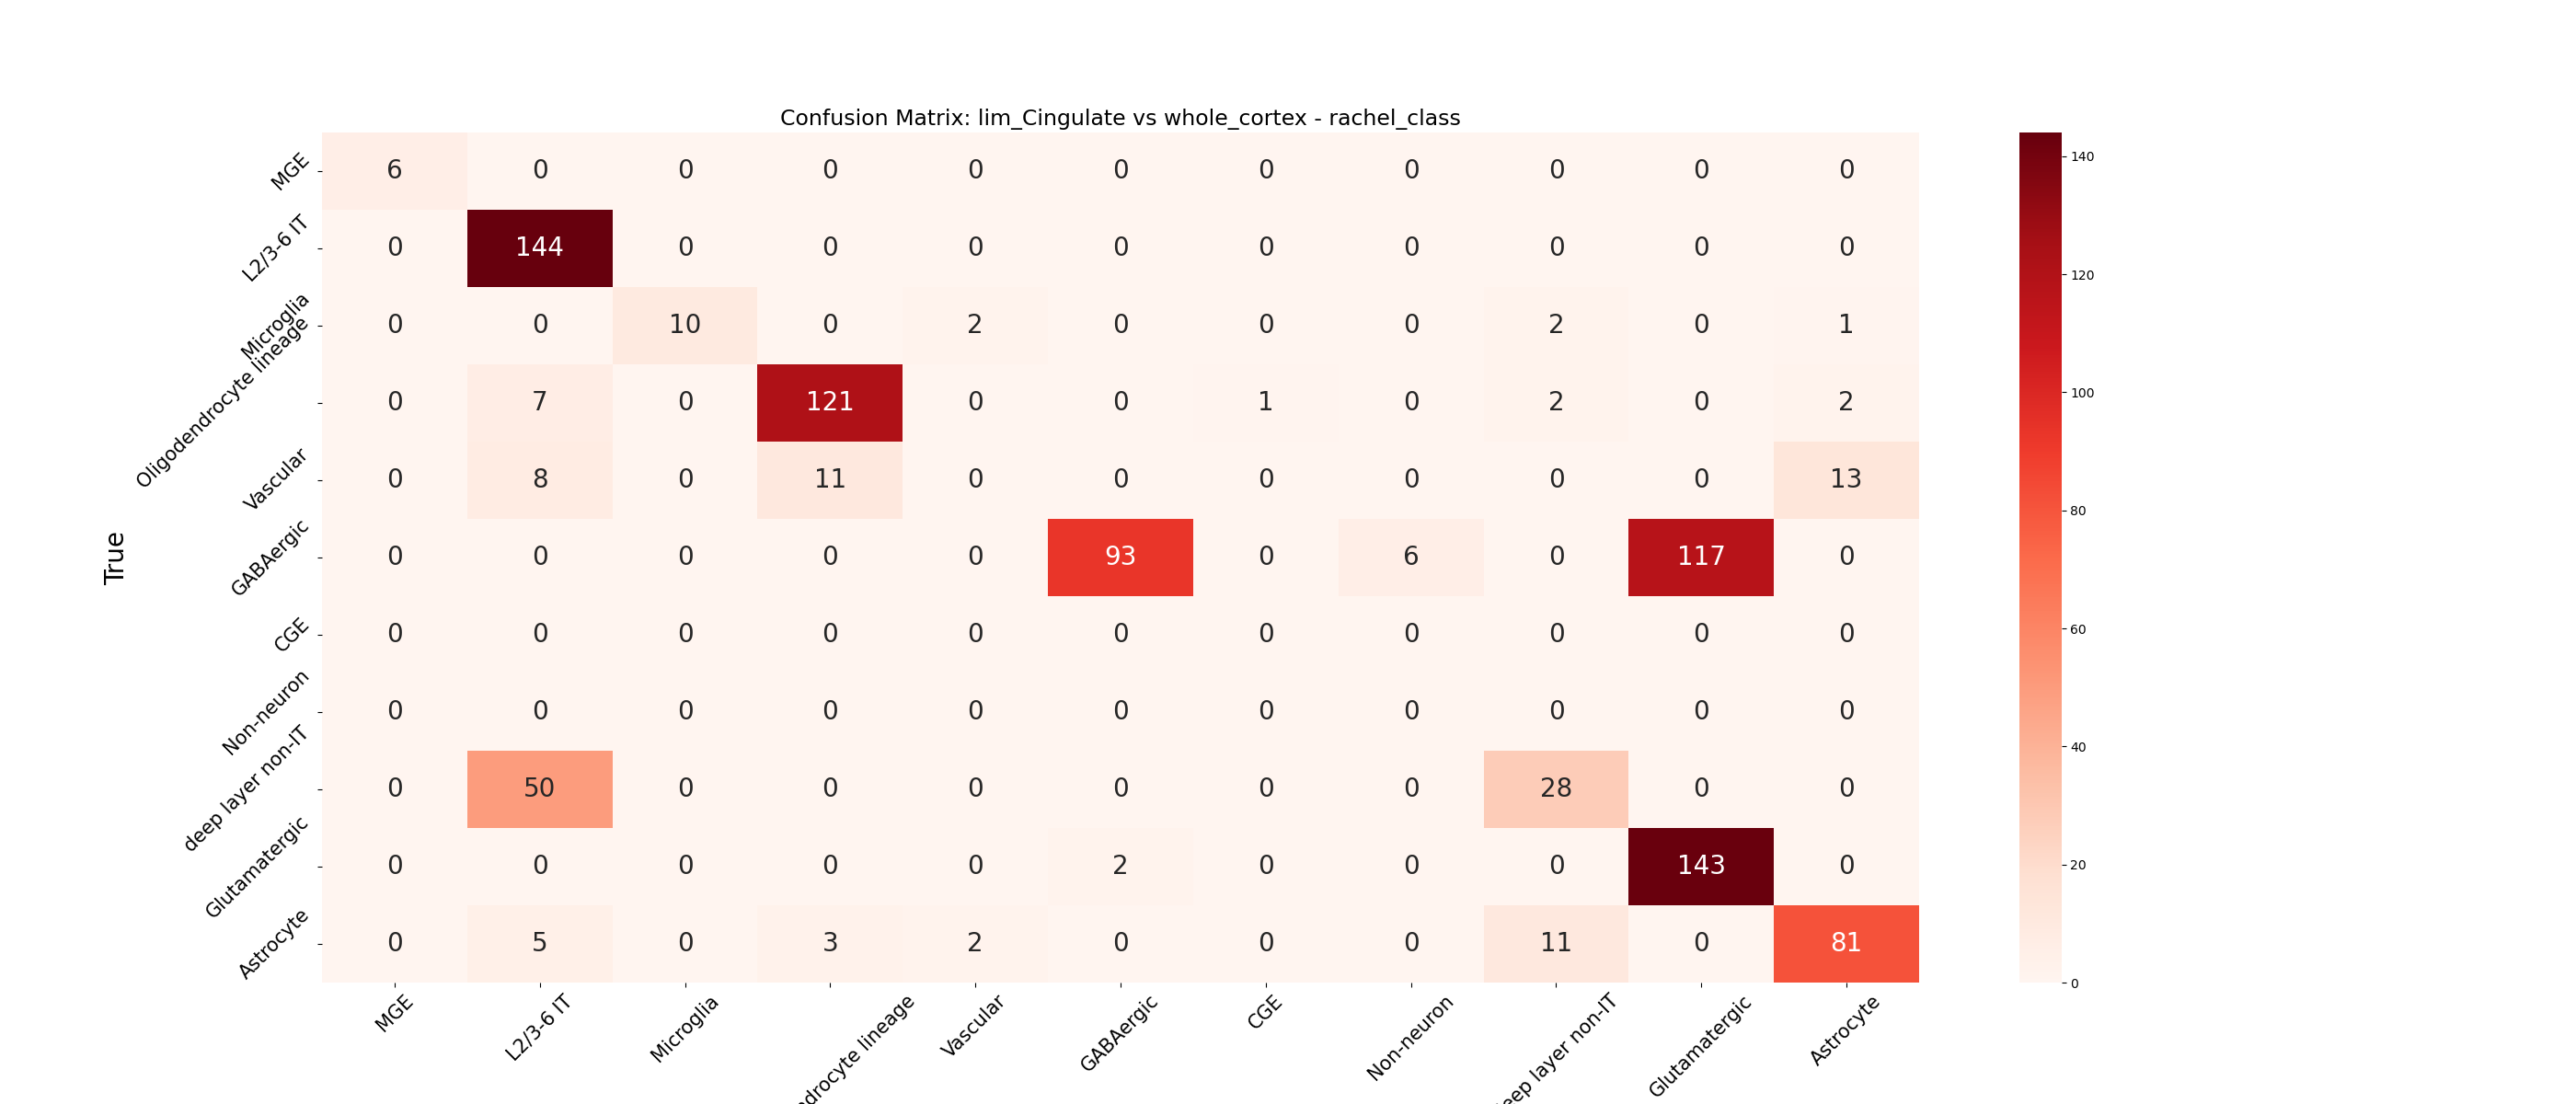 Confusion Matrix: lim_Cingulate vs whole_cortex - rachel_class
True
MGE 6 0 0 0 0 0 0 0 0 0 0
L2/3-6 IT 0 144 0 0 0 0 0 0 0 0 0
Microglia 0 0 10 0 2 0 0 0 2 0 1
Oligodendrocyte lineage 0 7 0 121 0 0 1 0 2 0 2
Vascular 0 8 0 11 0 0 0 0 0 0 13
GABAergic 0 0 0 0 0 93 0 6 0 117 0
CGE 0 0 0 0 0 0 0 0 0 0 0
Non-neuron 0 0 0 0 0 0 0 0 0 0 0
deep layer non-IT 0 50 0 0 0 0 0 0 28 0 0
Glutamatergic 0 0 0 0 0 2 0 0 0 143 0
Astrocyte 0 5 0 3 2 0 0 0 11 0 81
MGE
L2/3-6 IT
Microglia
ndrocyte lineage
Vascular
GABAergic
CGE
Non-neuron
eep layer non-IT
Glutamatergic
Astrocyte
140
120
100
80
60
40
20
0